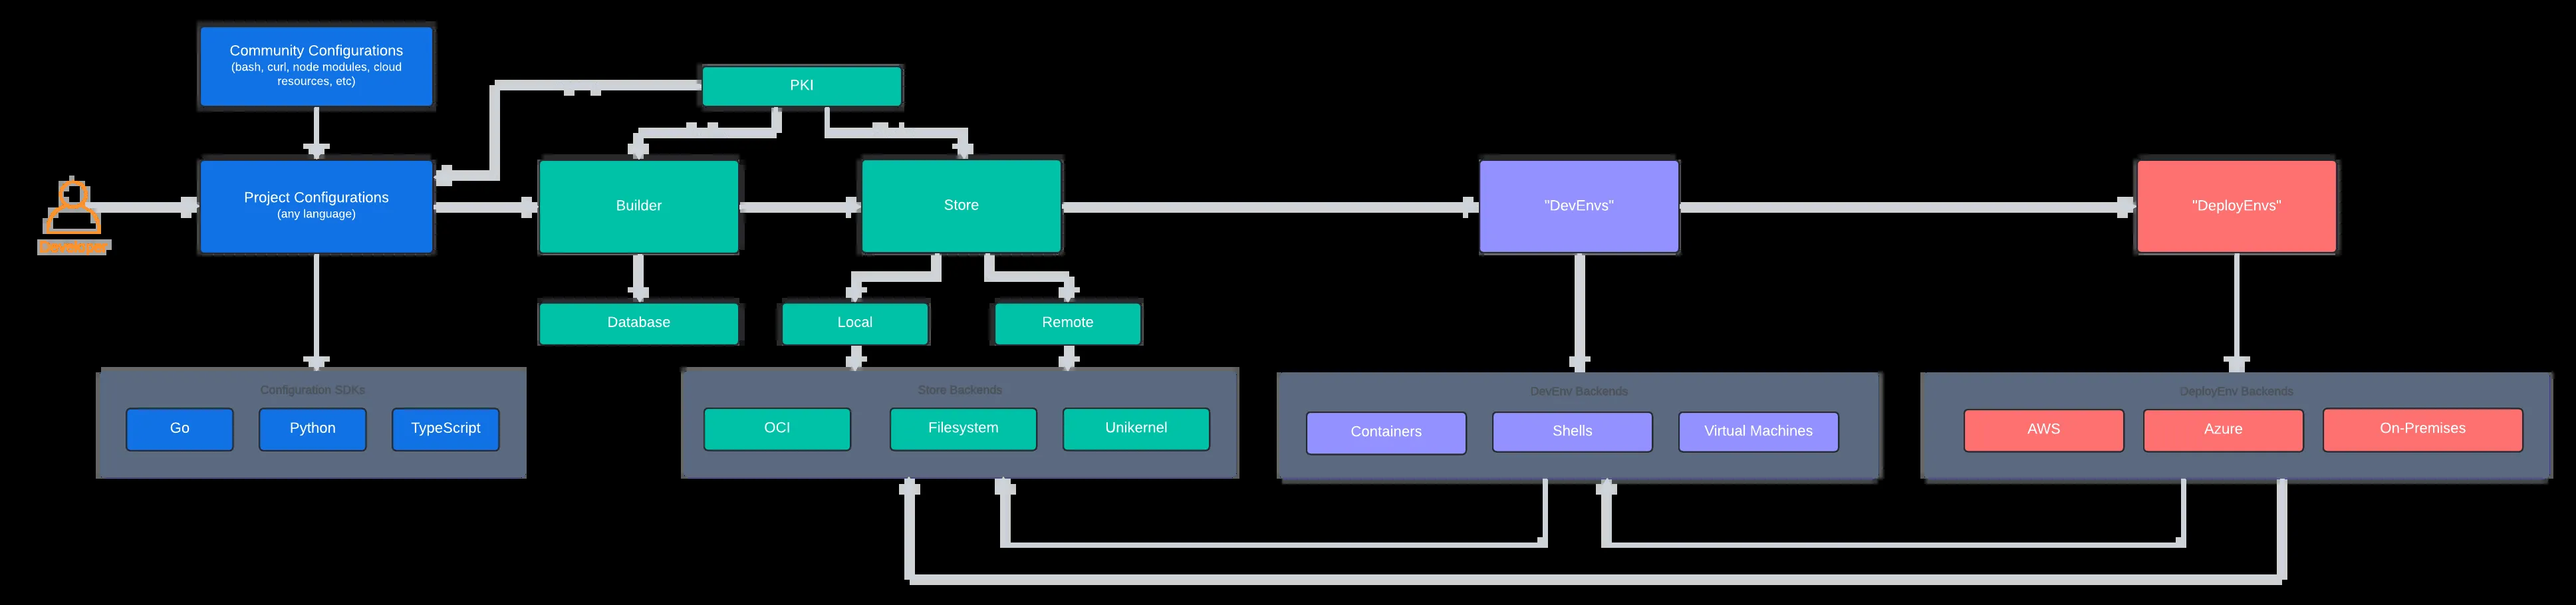 Community Configurations
(bash, curl, node modules, cloud
resources, etc)
PKI
Developer
Project Configurations
(any language)
Builder
Store
"DevEnvs"
"DeployEnvs"
Database
Local
Remote
Configuration SDKs
Go
Python
TypeScript
Store Backends
OCI
Filesystem
Unikernel
DevEnv Backends
Containers
Shells
Virtual Machines
DeployEnv Backends
AWS
Azure
On-Premises